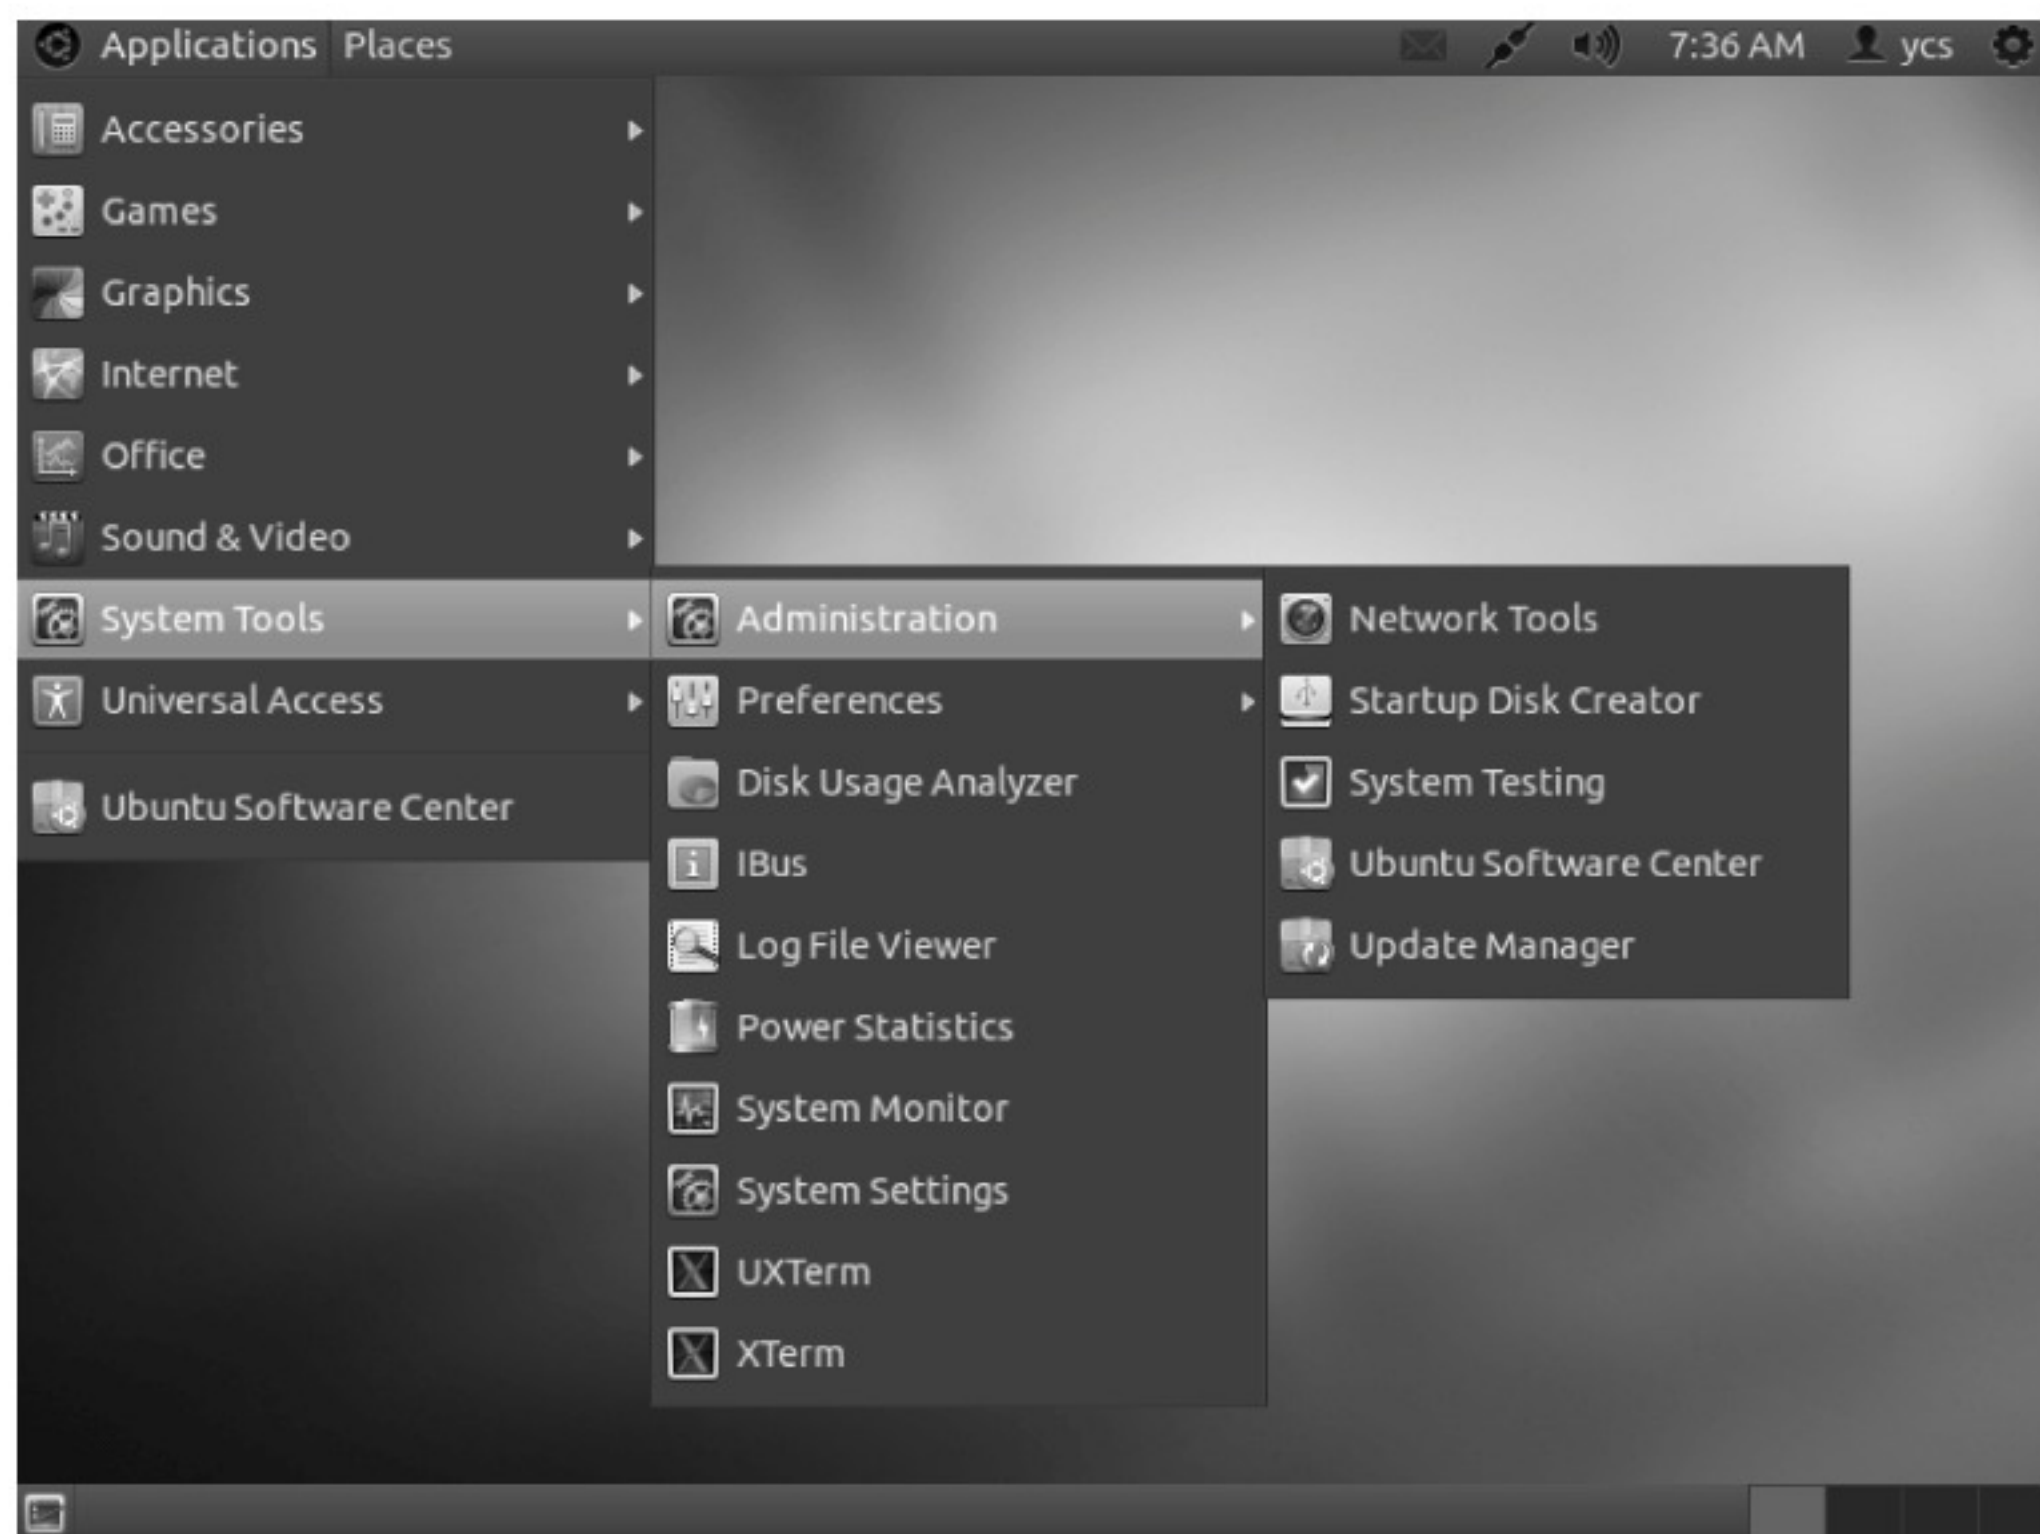 Applications Places 7:36 AM ycs
Accessories
Games
Graphics
Internet
Office
Sound & Video
System Tools
Universal Access
Ubuntu Software Center
Administration
Preferences
Disk Usage Analyzer
IBus
Log File Viewer
Power Statistics
System Monitor
System Settings
UXTerm
XTerm
Network Tools
Startup Disk Creator
System Testing
Ubuntu Software Center
Update Manager